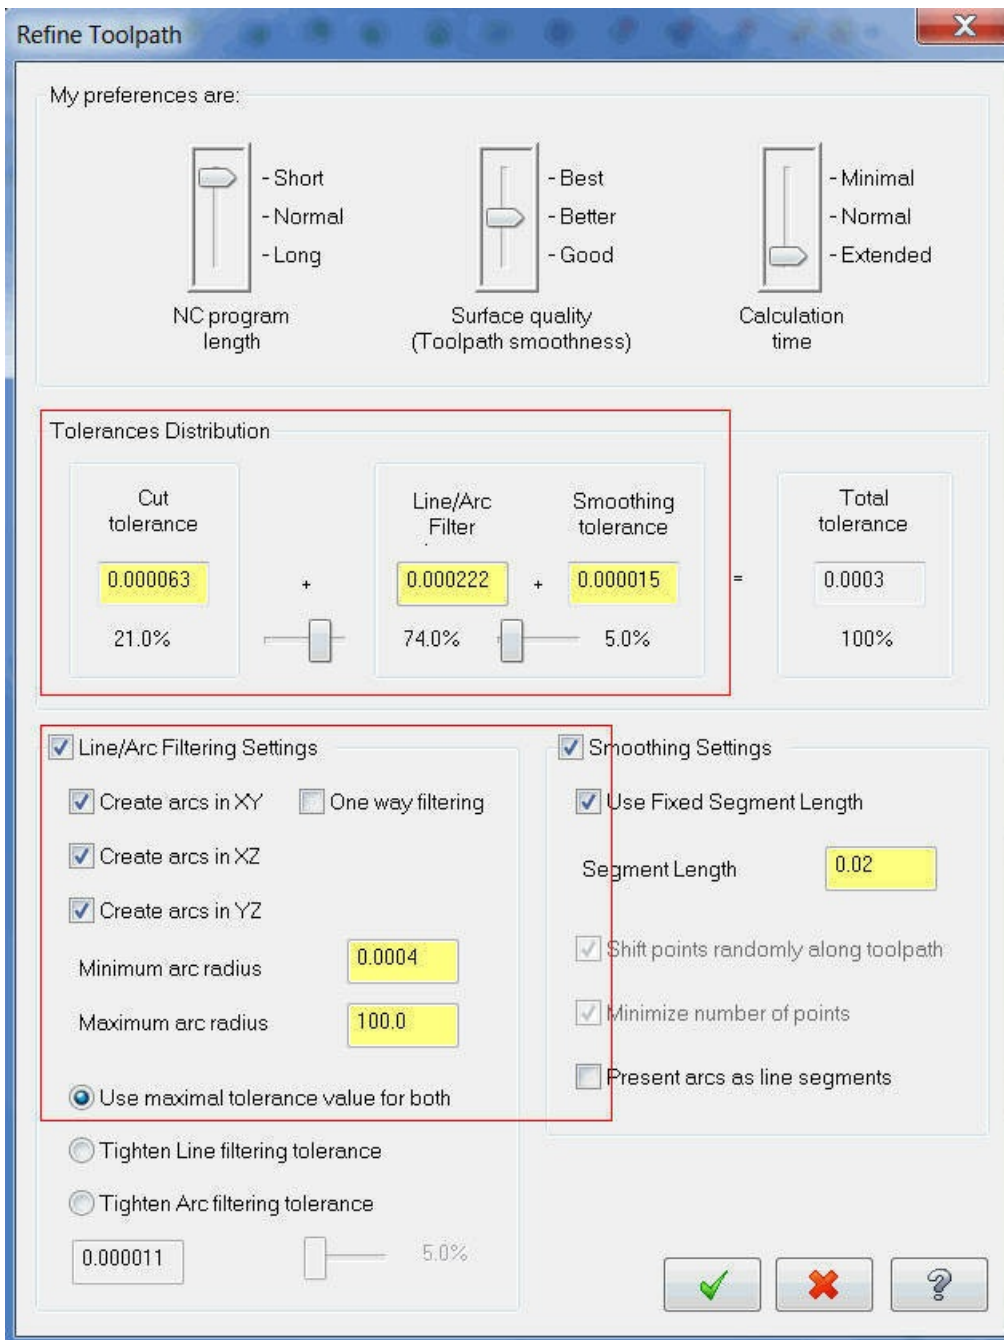 Refine Toolpath
My preferences are:
- Short
- Normal
- Long
NC program
length
- Best
- Better
- Good
Surface quality
(Toolpath smoothness)
- Minimal
- Normal
- Extended
Calculation
time
Tolerances Distribution
Cut
tolerance
Line/Arc
Filter
Smoothing
tolerance
Total
tolerance
0.000063 + 0.000222 + 0.000015 = 0.0003
21.0% 74.0% 5.0% 100%
Line/Arc Filtering Settings
Create arcs in XY One way filtering
Create arcs in XZ
Create arcs in YZ
Minimum arc radius 0.0004
Maximum arc radius 100.0
Use maximal tolerance value for both
Tighten Line filtering tolerance
Tighten Arc filtering tolerance
0.000011 5.0%
Smoothing Settings
Use Fixed Segment Length
Segment Length 0.02
Shift points randomly along toolpath
Minimize number of points
Present arcs as line segments